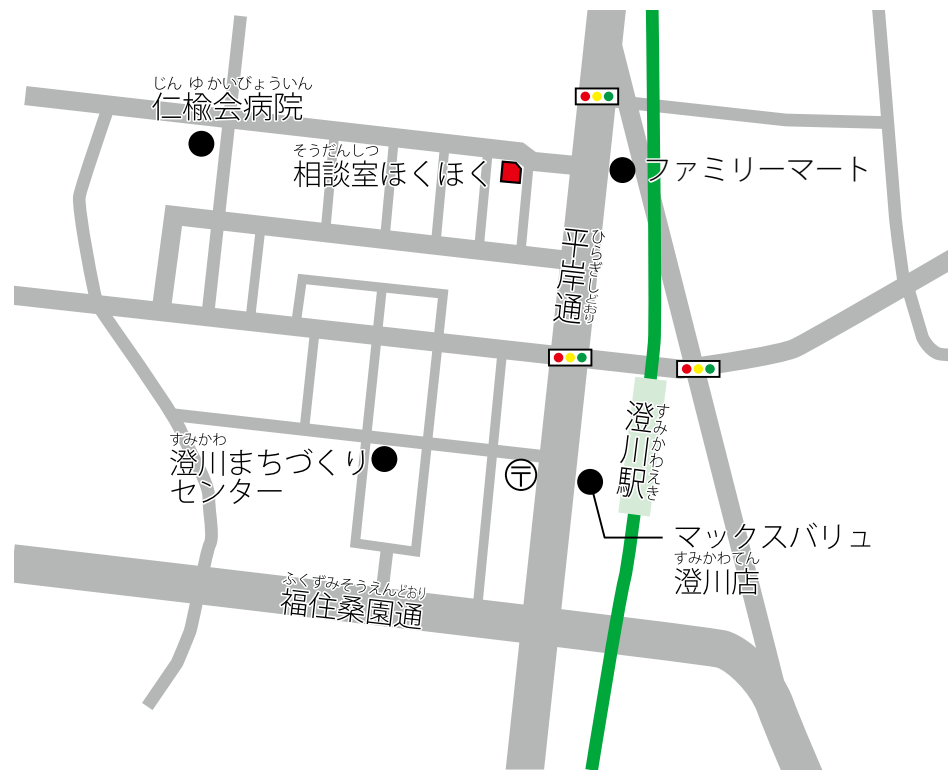 じんゆかいびょういん
仁楡会病院
そうだんしつ
相談室ほくほく
ファミリーマート
ひらぎしどおり
平岸通
すみかわえき
澄川駅
すみかわ
澄川まちづくり
センター
〒
マックスバリュ
すみかわてん
澄川店
ふくずみそうえんどおり
福住桑園通